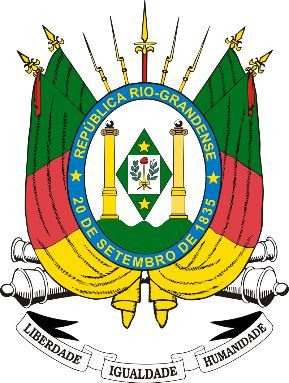 REPÚBLICA RIO-GRANDENSE
20 DE SETEMBRO DE 1835
LIBERDADE
IGUALDADE
HUMANIDADE